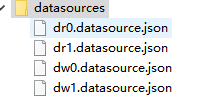 datasources
dr0.datasource.json
dr1.datasource.json
dw0.datasource.json
dw1.datasource.json